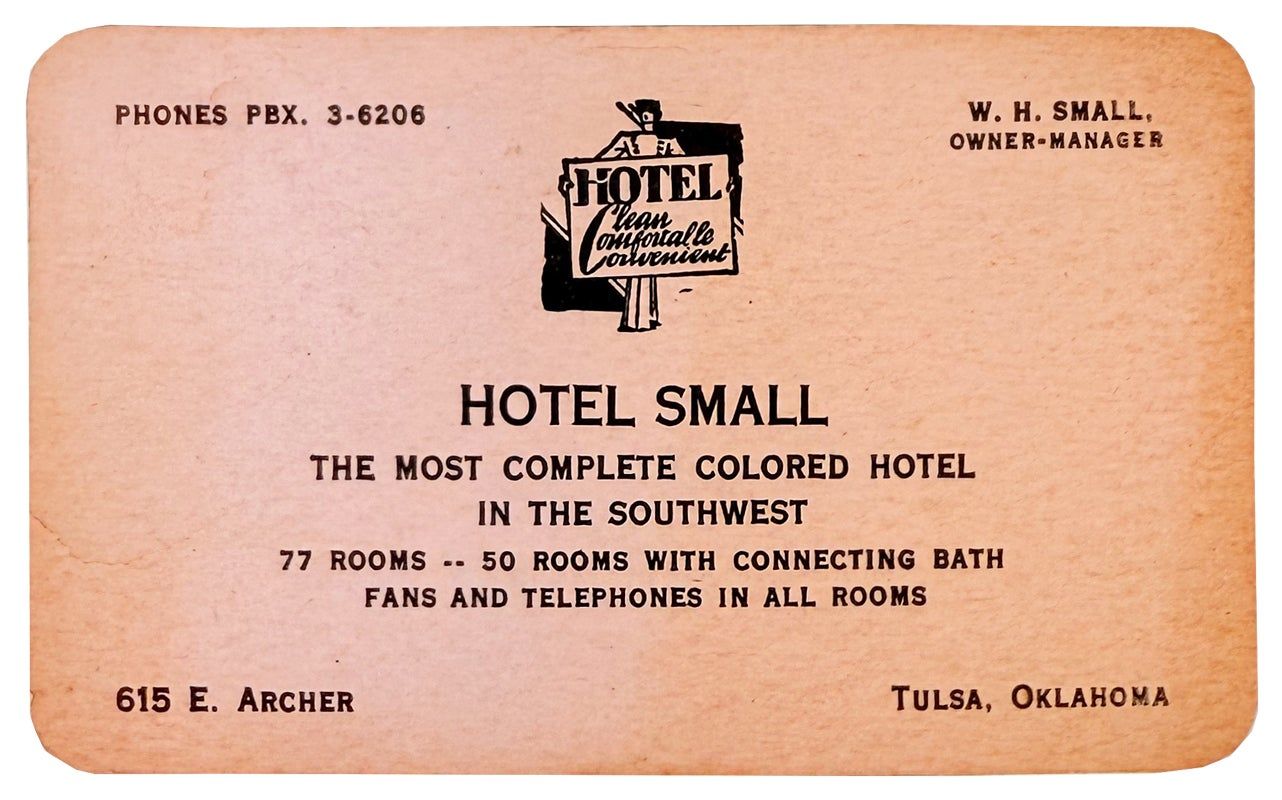 PHONES PBX. 3-6206
W. H. SMALL,
OWNER-MANAGER
HOTEL
Clean
Comfortable
Convenient
HOTEL SMALL
THE MOST COMPLETE COLORED HOTEL
IN THE SOUTHWEST
77 ROOMS -- 50 ROOMS WITH CONNECTING BATH
FANS AND TELEPHONES IN ALL ROOMS
615 E. ARCHER
TULSA, OKLAHOMA